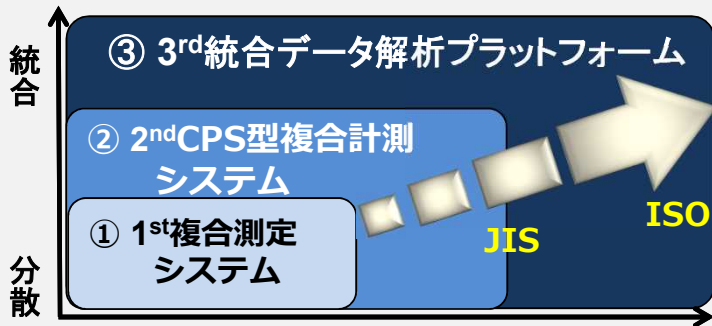 統合
③ 3rd統合データ解析プラットフォーム
② 2ndCPS型複合計測
システム
① 1st複合測定
システム
JIS
ISO
分散